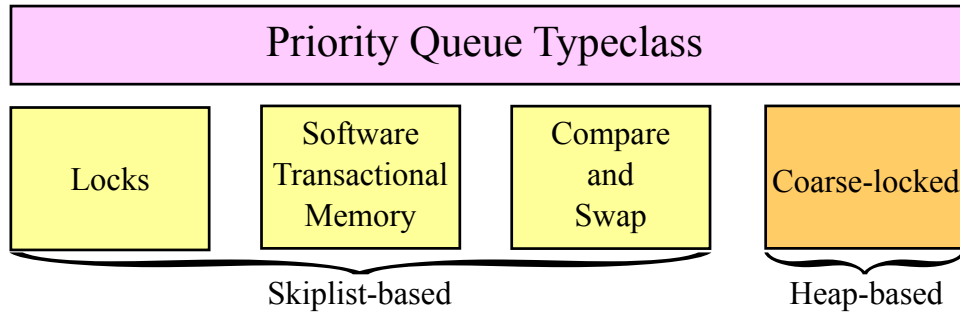 Priority Queue Typeclass
Locks
Software
Transactional
Memory
Compare
and
Swap
Coarse-locked
Skiplist-based
Heap-based